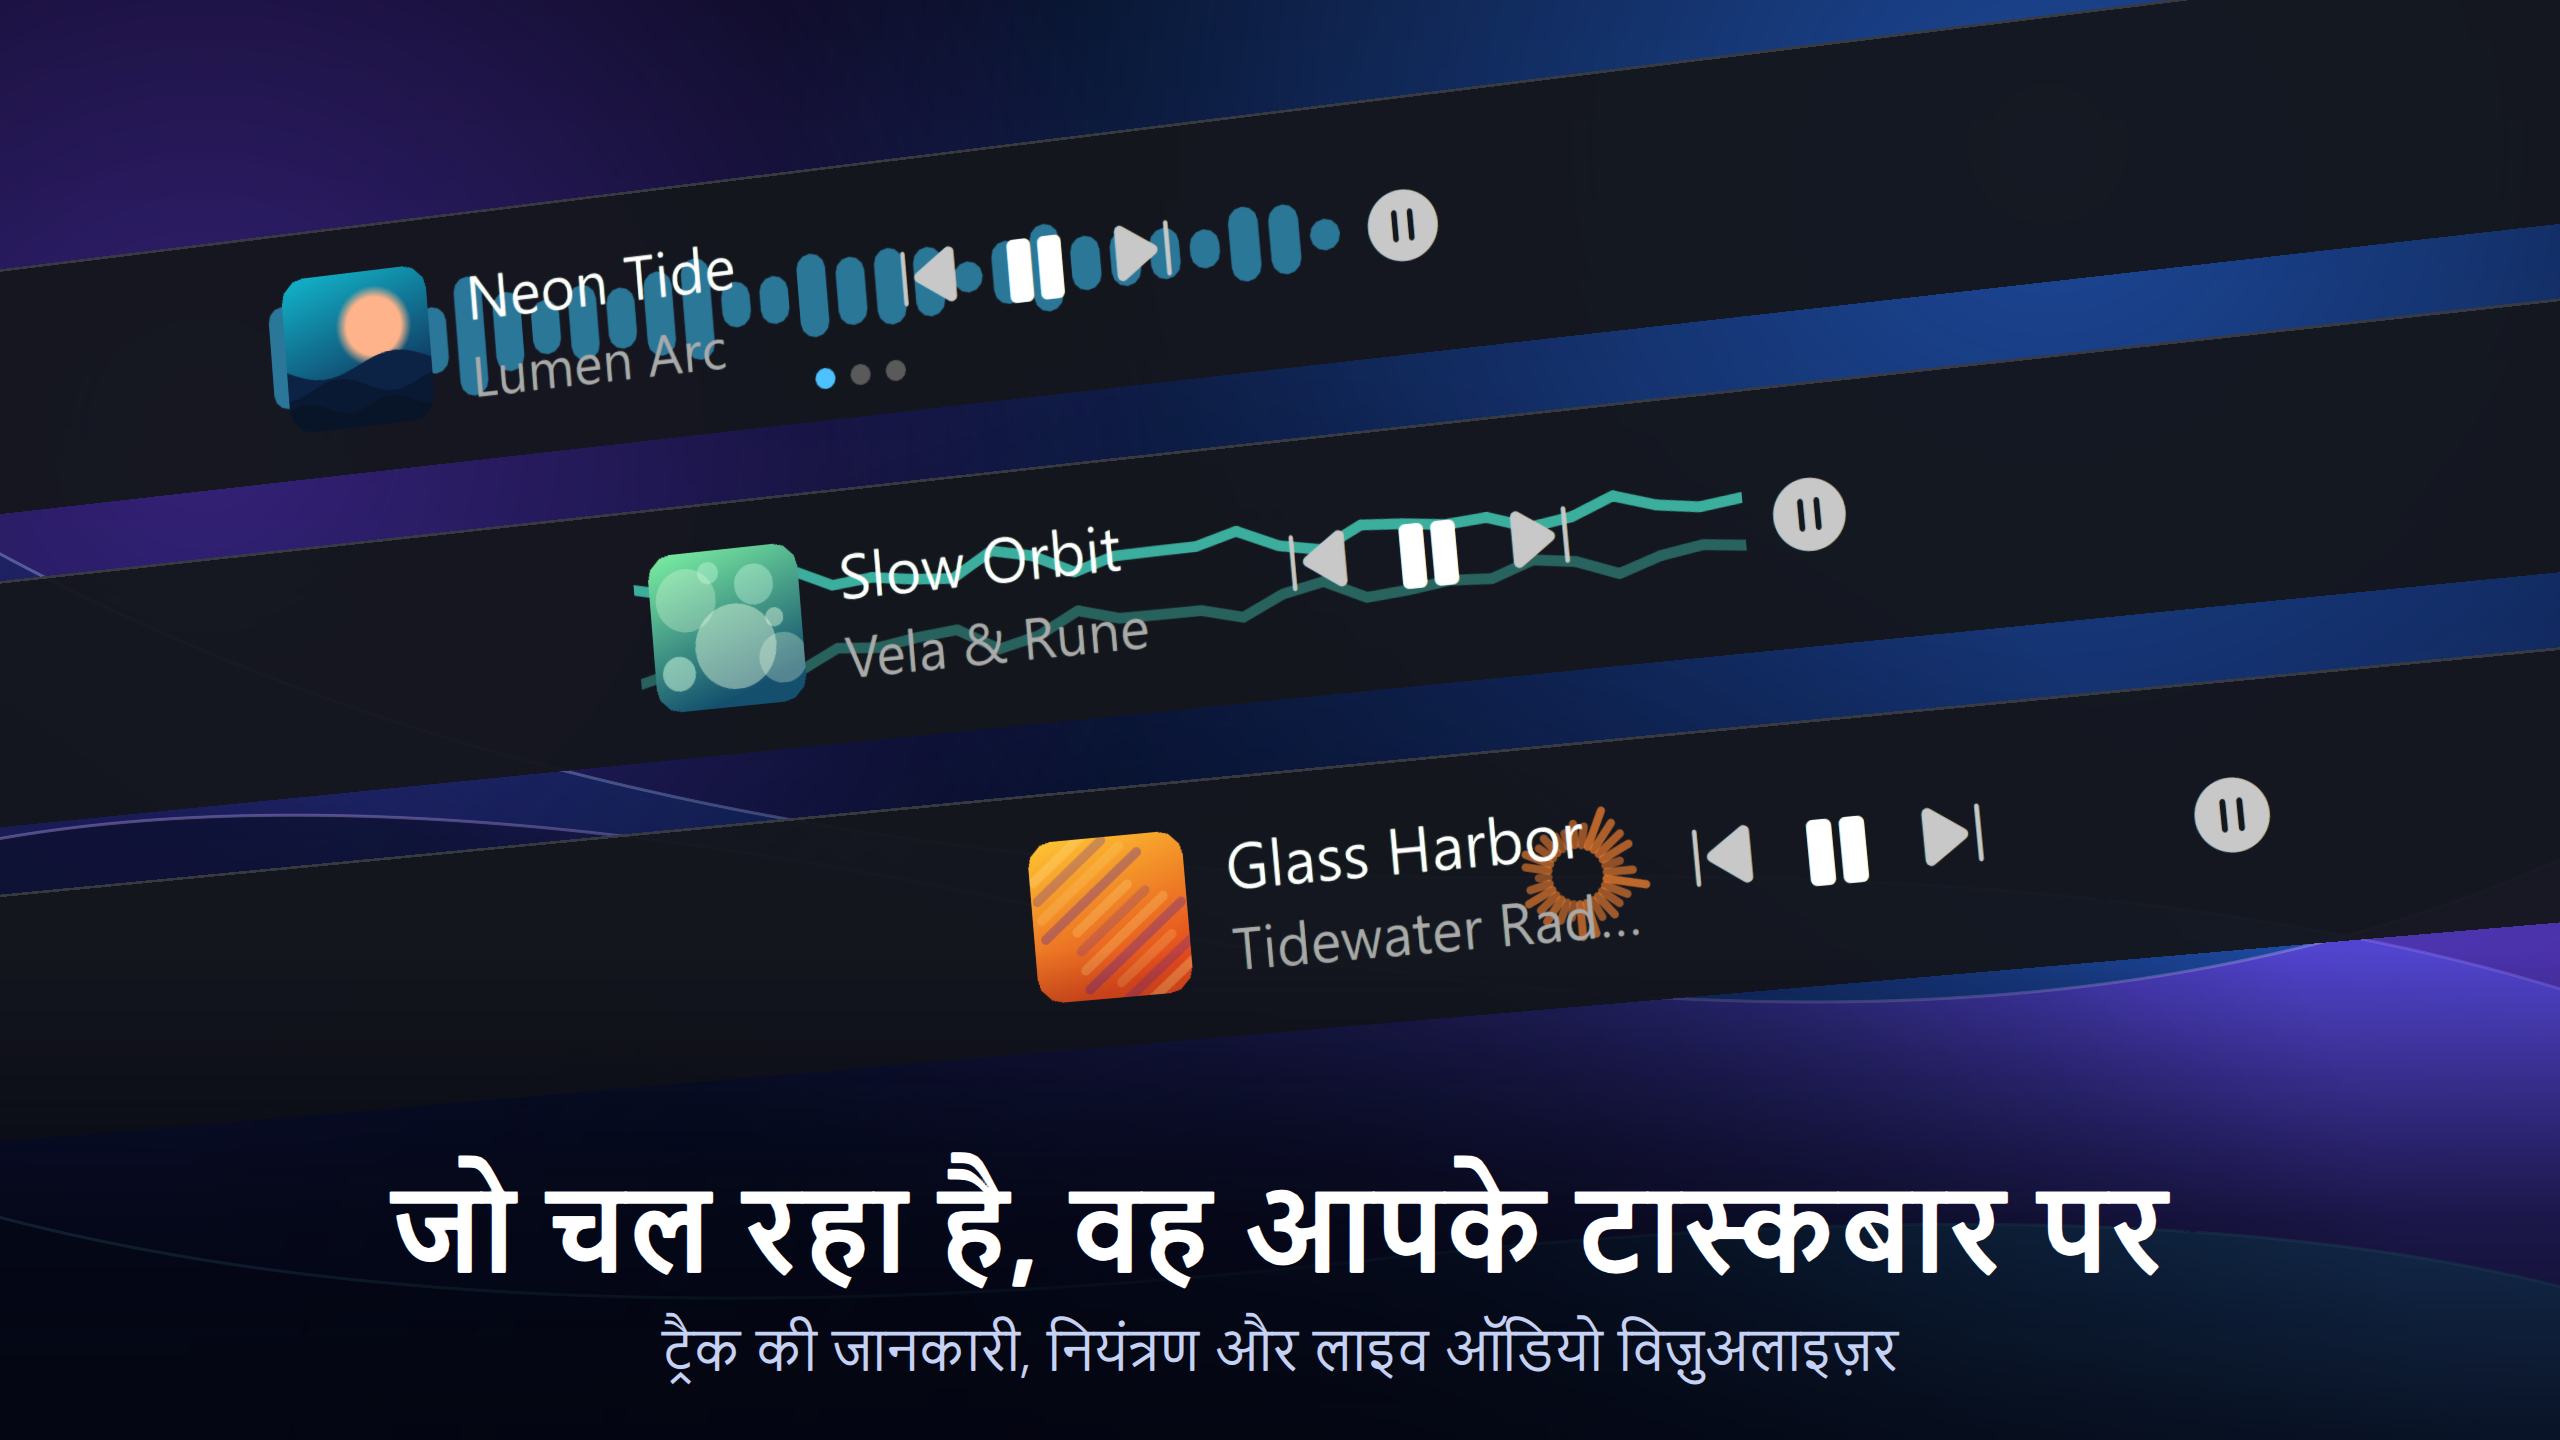 Neon Tide
Lumen Arc
Slow Orbit
Vela & Rune
Glass Harbor
Tidewater Rad...
जो चल रहा है, वह आपके टास्कबार पर
ट्रैक की जानकारी, नियंत्रण और लाइव ऑडियो विज़ुअलाइज़र